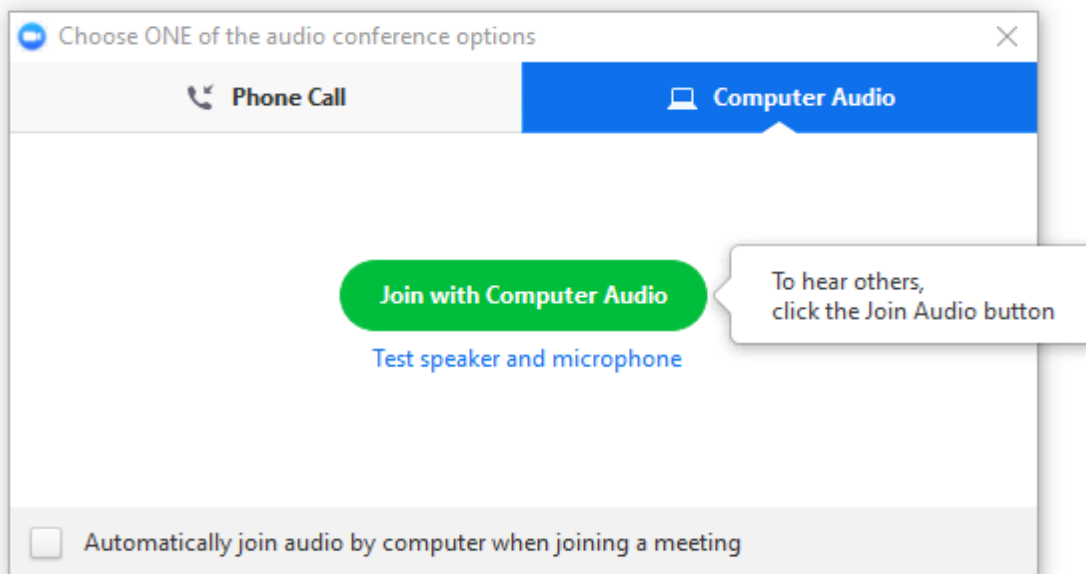 Choose ONE of the audio conference options
Phone Call
Computer Audio
Join with Computer Audio
To hear others,
click the Join Audio button
Test speaker and microphone
Automatically join audio by computer when joining a meeting